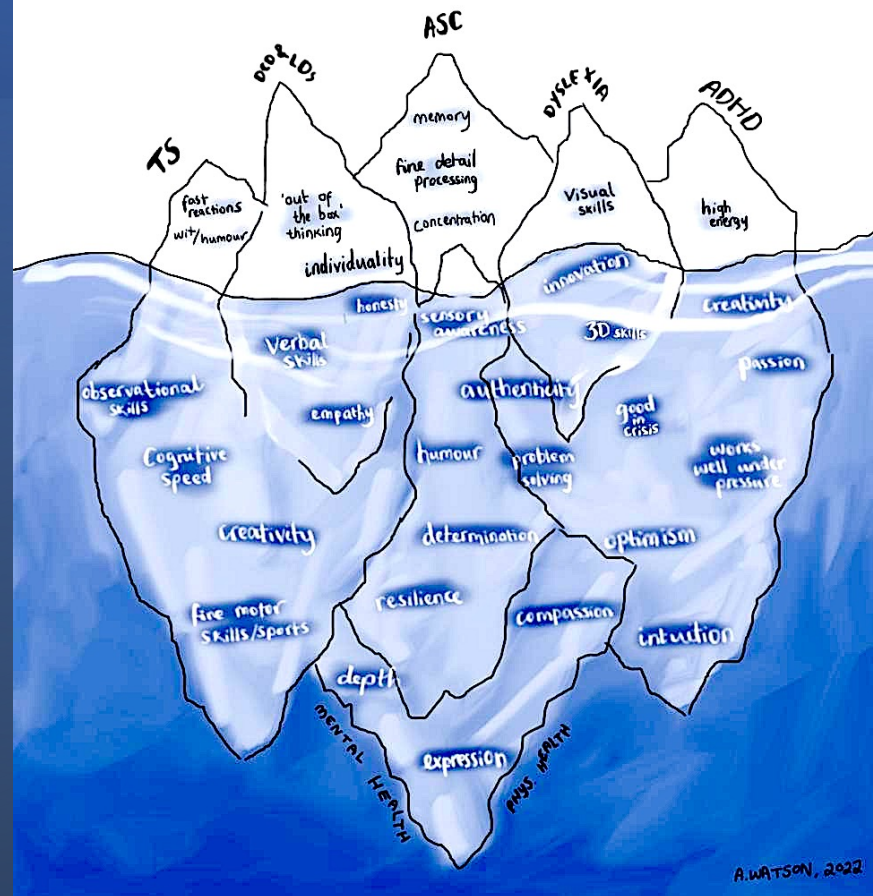 ASC
DCD & LDs
DYSLEXIA
ADHD
TS
memory
fine detail
processing
concentration
fast
reactions
wit/humour
'out of
the box'
thinking
individuality
Visual
skills
high
energy
honesty
sensory
awareness
innovation
3D skills
Creativity
Verbal
skills
passion
observational
skills
empathy
authenticity
good
in
crisis
Cognitive
speed
humour
problem
solving
works
well under
pressure
Creativity
determination
optimism
resilience
compassion
fine motor
skills/sports
intuition
depth
expression
MENTAL HEALTH
PHYS. HEALTH
A.WATSON, 2022